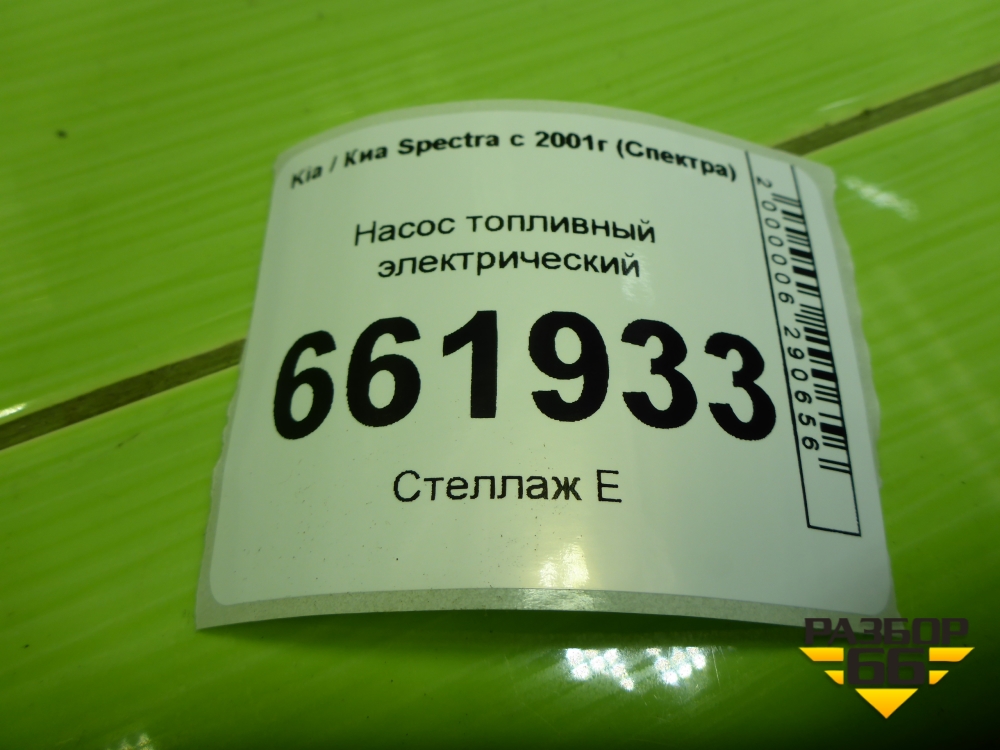 Kia / Киа Spectra с 2001г (Спектра)
Насос топливный
электрический
661933
Стеллаж Е
2000006290656
РАЗБОР
66